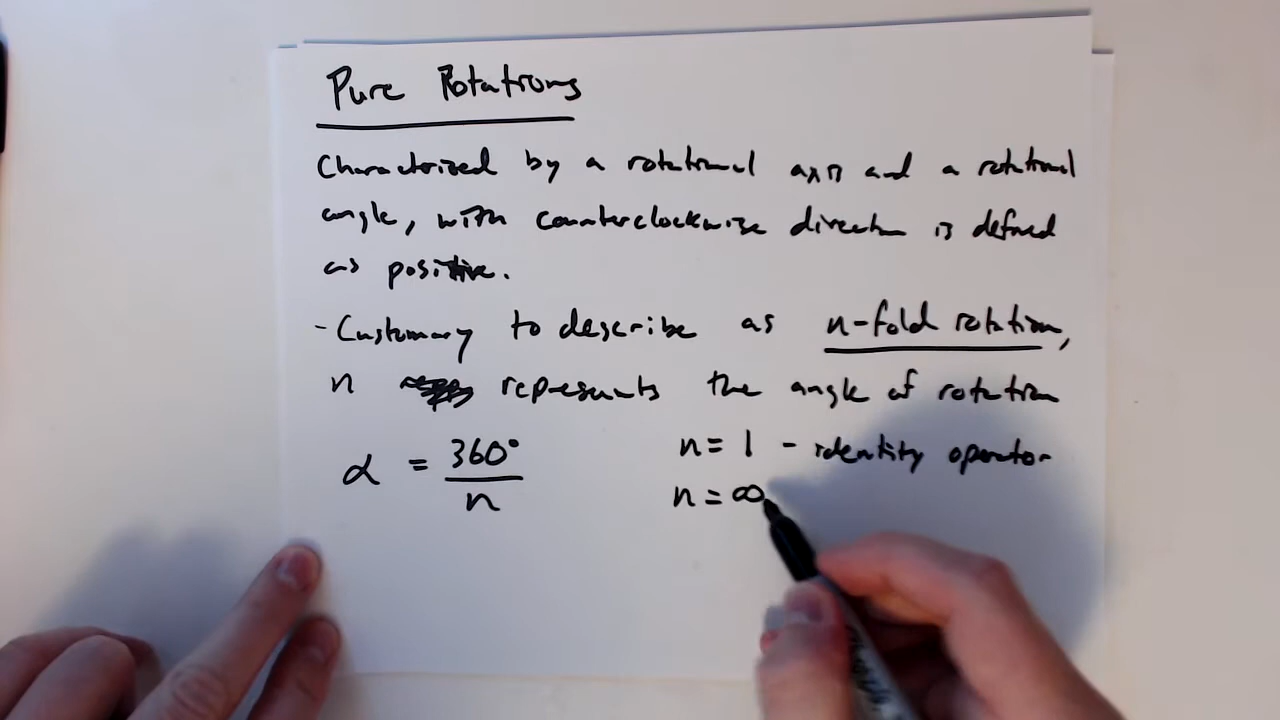 Pure Rotations
Characterized by a rotational axis and a rotational
angle, with counterclockwise direction is defined
as positive.
- Customary to describe as n-fold rotation,
n represents the angle of rotation
α = 360° / n
n = 1 - identity operator
n = ∞